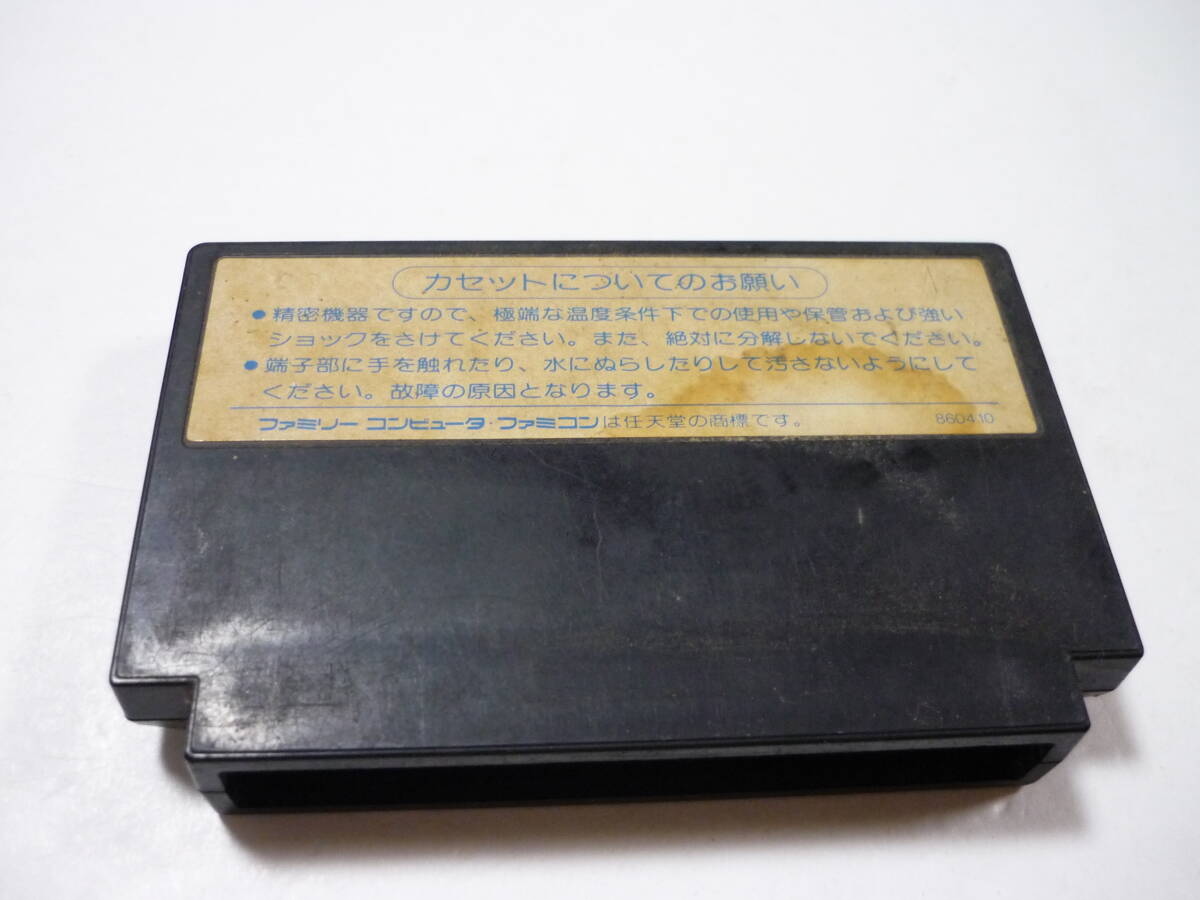 カセットについてのお願い
●精密機器ですので、極端な温度条件下での使用や保管および強い
ショックをさけてください。また、絶対に分解しないでください。
●端子部に手を触れたり、水にぬらしたりして汚さないようにして
ください。故障の原因となります。
ファミリー コンピュータ・ファミコンは任天堂の商標です。 860410